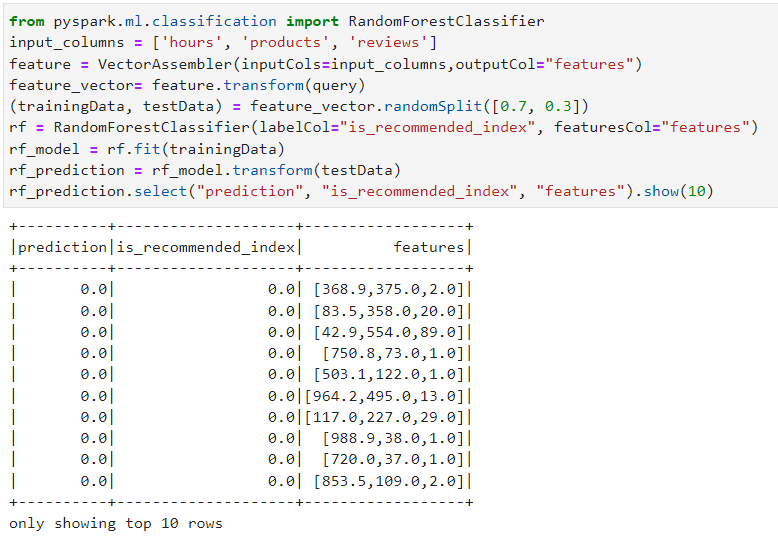 from pyspark.ml.classification import RandomForestClassifier
input_columns = ['hours', 'products', 'reviews']
feature = VectorAssembler(inputCols=input_columns,outputCol="features")
feature_vector= feature.transform(query)
(trainingData, testData) = feature_vector.randomSplit([0.7, 0.3])
rf = RandomForestClassifier(labelCol="is_recommended_index", featuresCol="features")
rf_model = rf.fit(trainingData)
rf_prediction = rf_model.transform(testData)
rf_prediction.select("prediction", "is_recommended_index", "features").show(10)
+----------+--------------------+------------------+
|prediction|is_recommended_index|          features|
+----------+--------------------+------------------+
|       0.0|                 0.0| [368.9,375.0,2.0]|
|       0.0|                 0.0| [83.5,358.0,20.0]|
|       0.0|                 0.0| [42.9,554.0,89.0]|
|       0.0|                 0.0|  [750.8,73.0,1.0]|
|       0.0|                 0.0| [503.1,122.0,1.0]|
|       0.0|                 0.0|[964.2,495.0,13.0]|
|       0.0|                 0.0|[117.0,227.0,29.0]|
|       0.0|                 0.0|  [988.9,38.0,1.0]|
|       0.0|                 0.0|  [720.0,37.0,1.0]|
|       0.0|                 0.0| [853.5,109.0,2.0]|
+----------+--------------------+------------------+
only showing top 10 rows